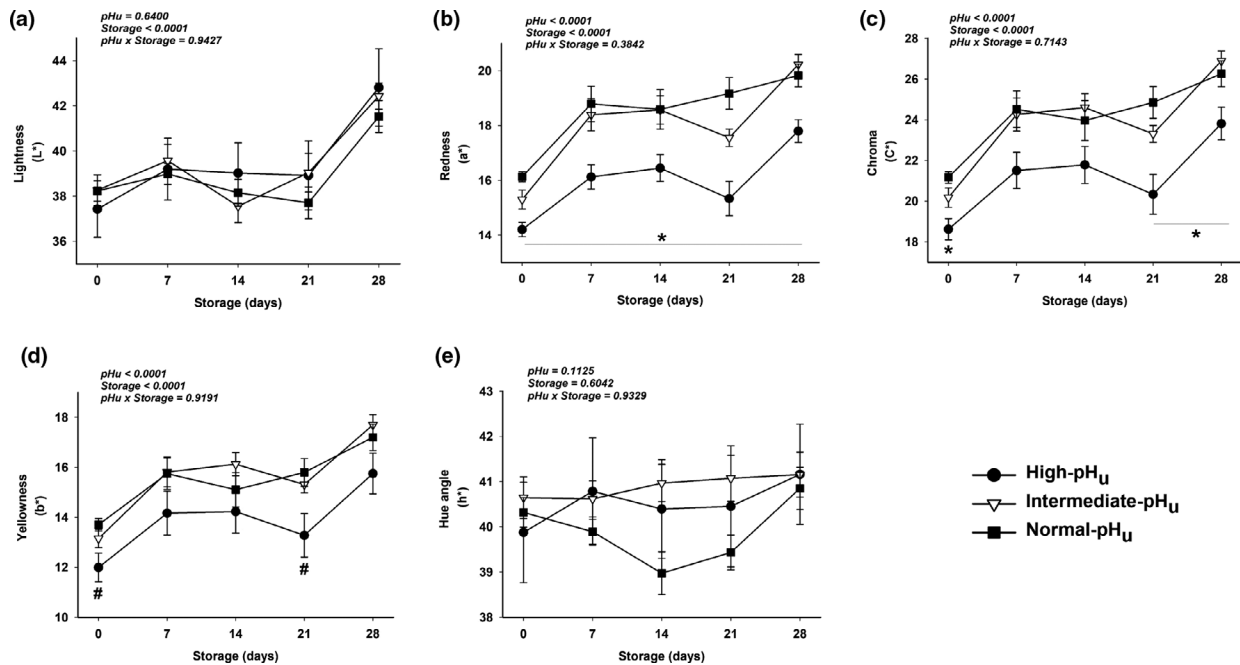 (a)
pHu = 0.6400
Storage < 0.0001
pHu x Storage = 0.9427
Lightness
(L*)
44
42
40
38
36
0 7 14 21 28
Storage (days)
(b)
pHu < 0.0001
Storage < 0.0001
pHu x Storage = 0.3842
Redness
(a*)
20
18
16
14
*
0 7 14 21 28
Storage (days)
(c)
pHu < 0.0001
Storage < 0.0001
pHu x Storage = 0.7143
Chroma
(C*)
28
26
24
22
20
18
*
*
0 7 14 21 28
Storage (days)
(d)
pHu < 0.0001
Storage < 0.0001
pHu x Storage = 0.9191
Yellowness
(b*)
18
16
14
12
10
#
#
0 7 14 21 28
Storage (days)
(e)
pHu = 0.1125
Storage = 0.6042
pHu x Storage = 0.9329
Hue angle
(h*)
43
42
41
40
39
38
0 7 14 21 28
Storage (days)
High-pHu
Intermediate-pHu
Normal-pHu